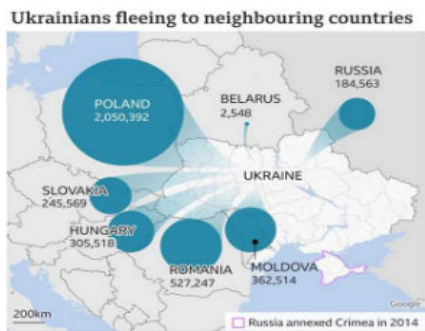 Ukrainians fleeing to neighbouring countries
RUSSIA
184,563
POLAND
2,050,392
BELARUS
2,548
UKRAINE
SLOVAKIA
245,569
HUNGARY
305,518
ROMANIA
527,247
MOLDOVA
362,514
Google
200km
Russia annexed Crimea in 2014